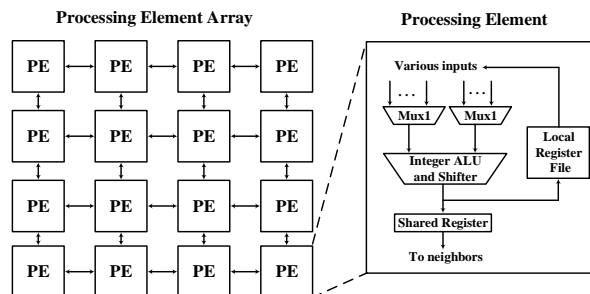 Processing Element Array
PE PE PE PE
PE PE PE PE
PE PE PE PE
PE PE PE PE
Processing Element
Various inputs
... ...
Mux1 Mux1
Integer ALU
and Shifter
Local
Register
File
Shared Register
To neighbors